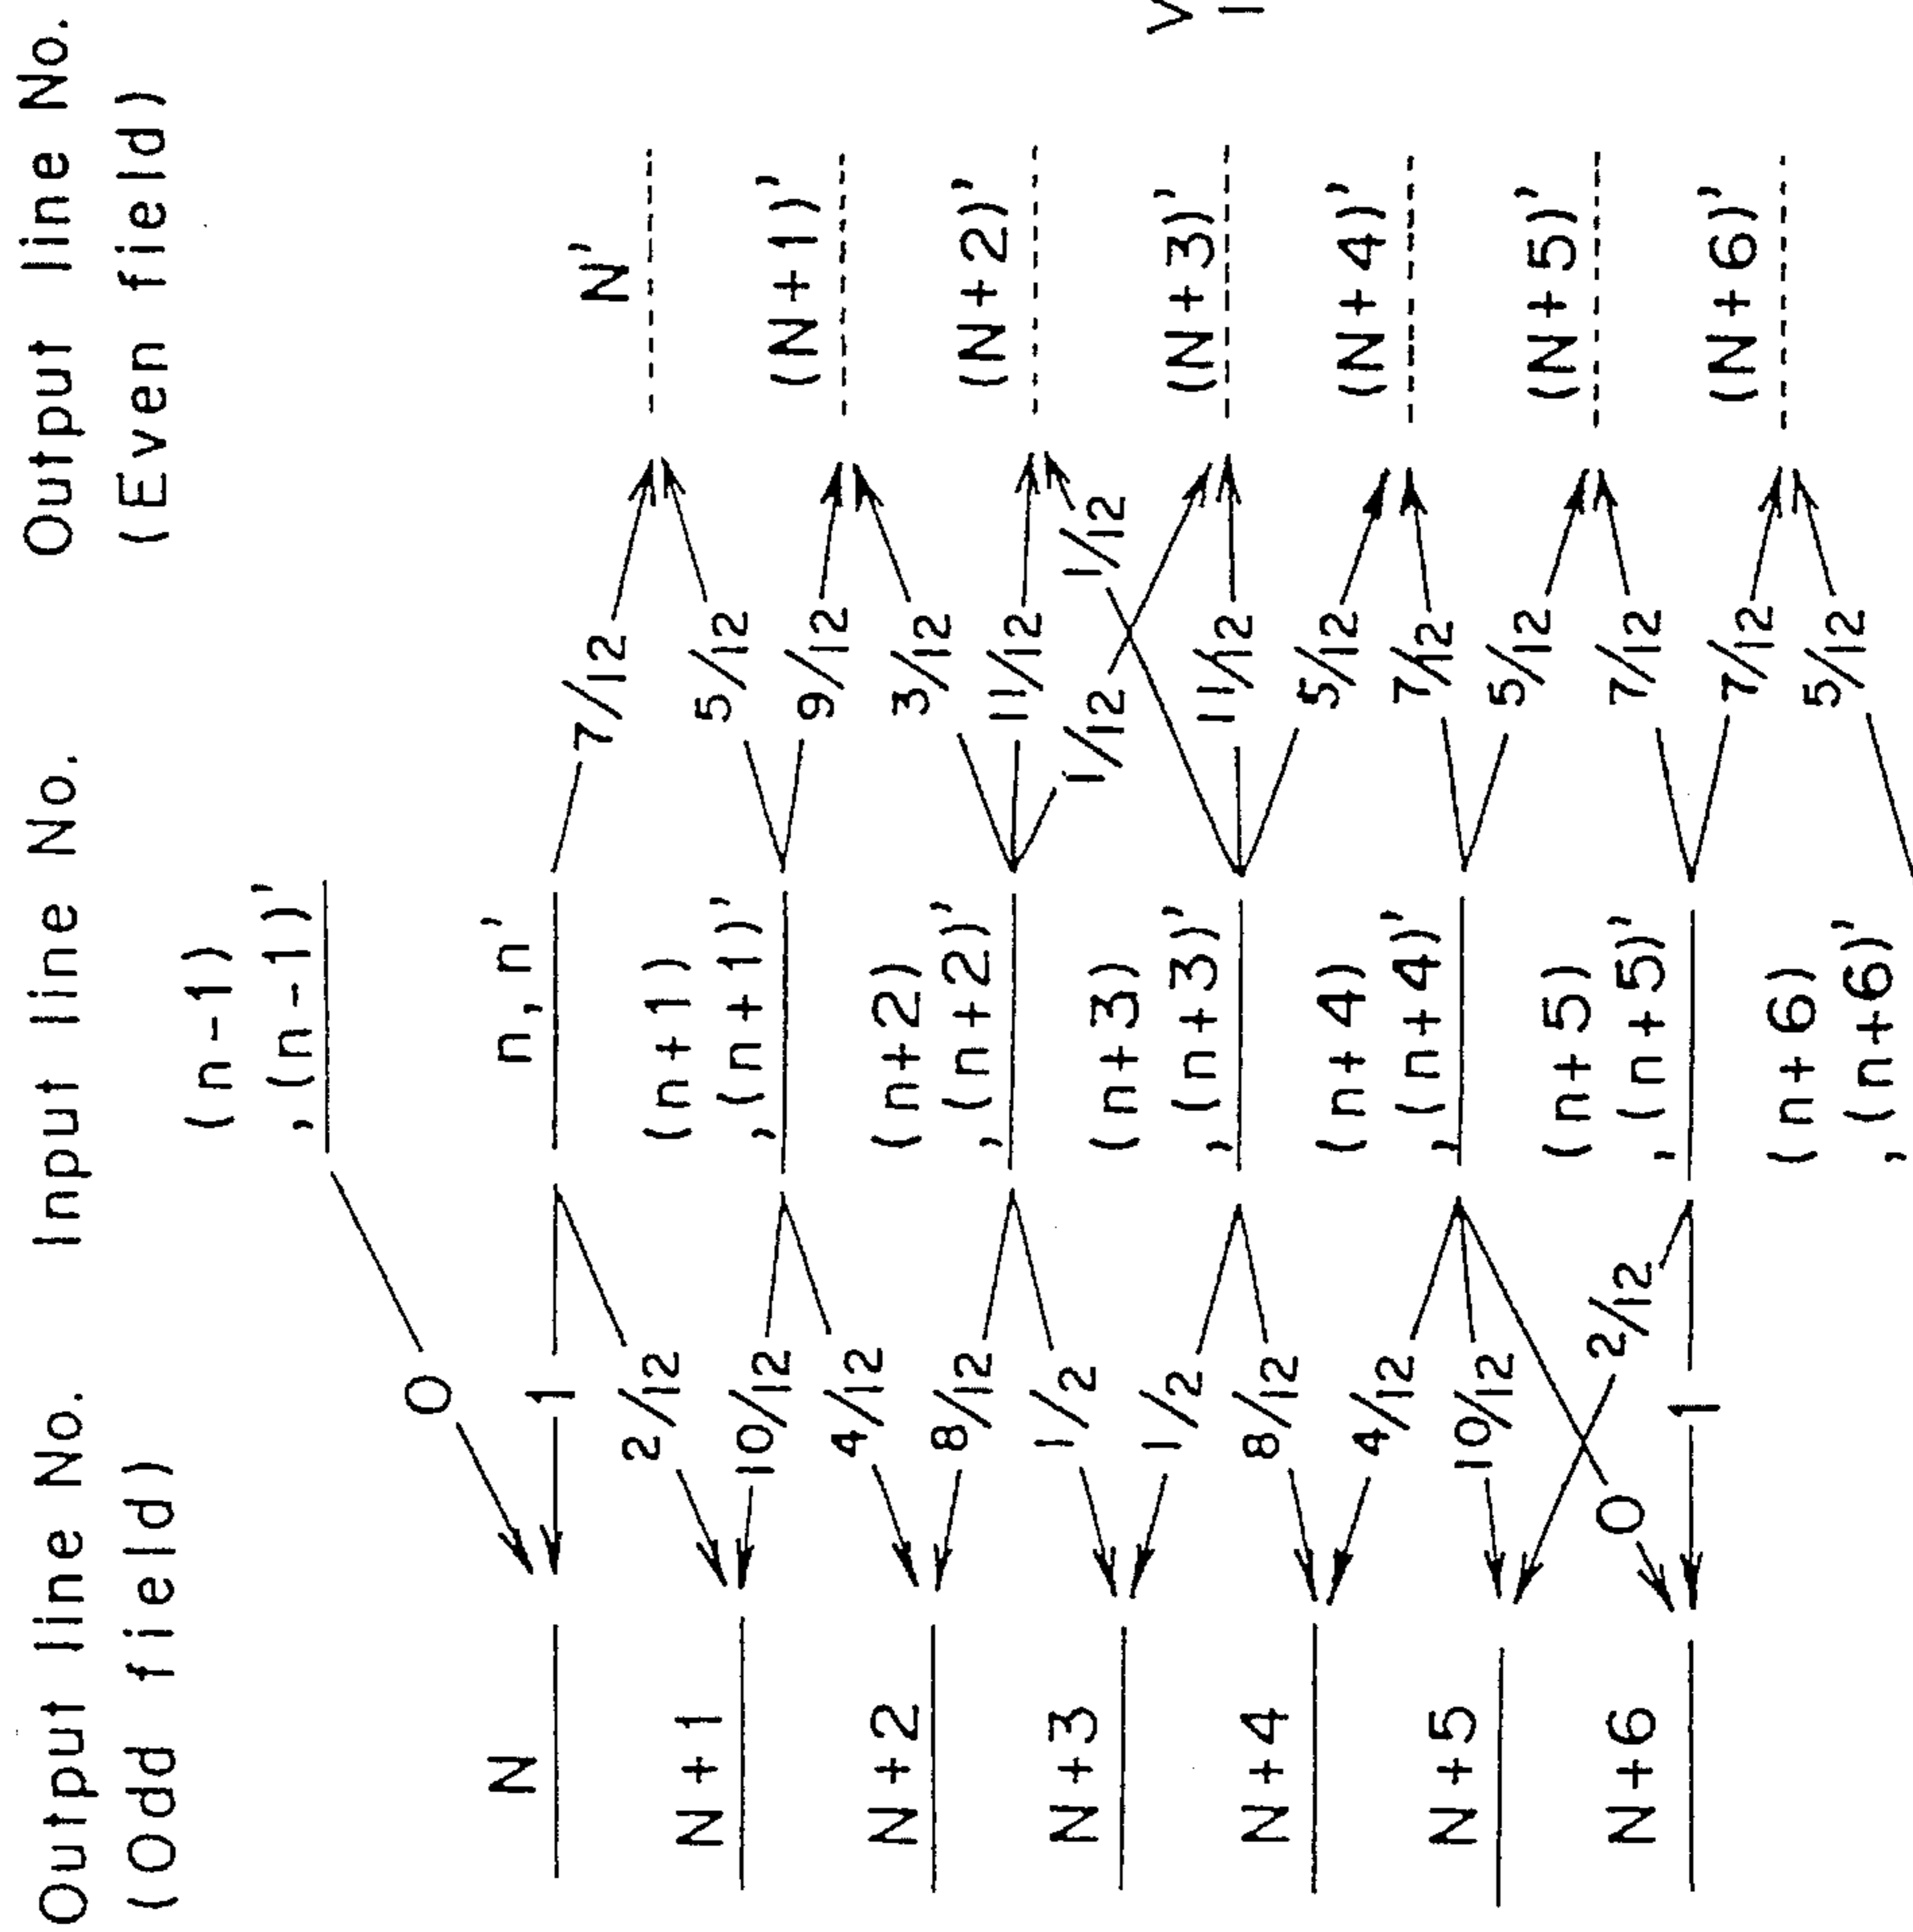 Output line No.
(Odd field)
Input line No.
Output line No.
(Even field)
(n-1)
,(n-1)'
n,n'
(n+1)
,(n+1)'
(n+2)
,(n+2)'
(n+3)
,(n+3)'
(n+4)
,(n+4)'
(n+5)
,(n+5)'
(n+6)
,(n+6)'
N
N+1
N+2
N+3
N+4
N+5
N+6
0
1
2/12
10/12
4/12
8/12
1/2
1/2
8/12
4/12
10/12
2/12
0
1
7/12
5/12
9/12
3/12
11/12
1/12
1/12
11/12
5/12
7/12
5/12
7/12
7/12
5/12
N'
(N+1)'
(N+2)'
(N+3)'
(N+4)'
(N+5)'
(N+6)'